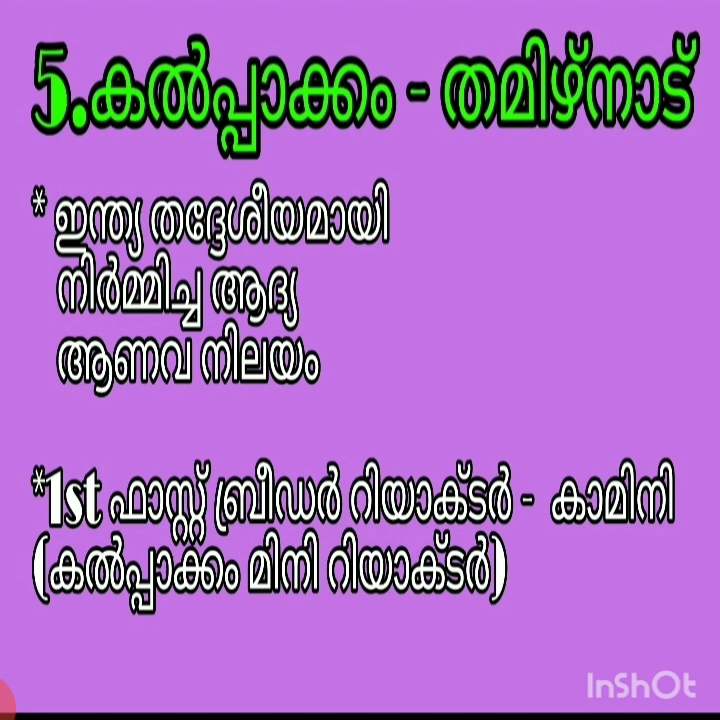 5.കൽപ്പാക്കം - തമിഴ്നാട്
* ഇന്ത്യ തദ്ദേശീയമായി
നിർമ്മിച്ച ആദ്യ
ആണവ നിലയം
*1st ഫാസ്റ്റ് ബ്രീഡർ റിയാക്ടർ - കാമിനി
(കൽപ്പാക്കം മിനി റിയാക്ടർ)
InShOt